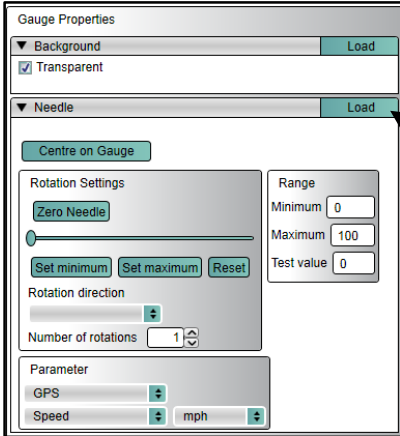 Gauge Properties
Background Load
Transparent
Needle Load
Centre on Gauge
Rotation Settings
Zero Needle
Set minimum Set maximum Reset
Rotation direction
Number of rotations 1
Range
Minimum 0
Maximum 100
Test value 0
Parameter
GPS
Speed mph